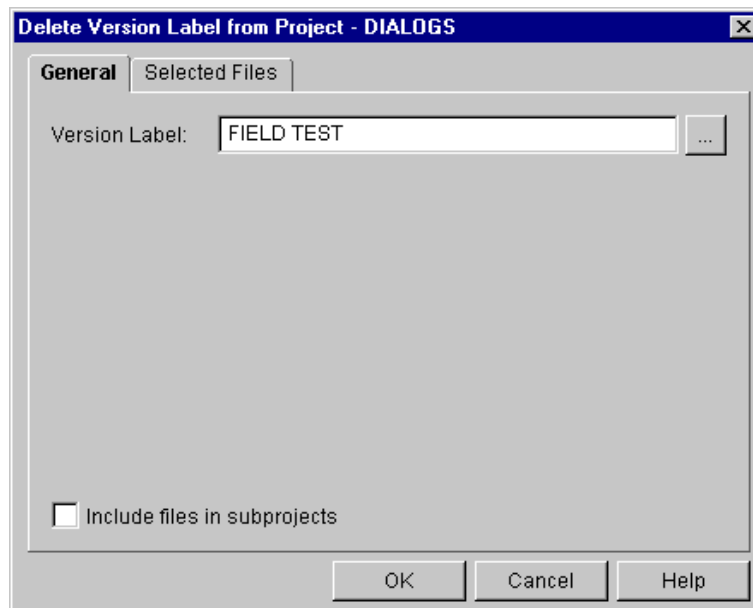 Delete Version Label from Project - DIALOGS
General Selected Files
Version Label: FIELD TEST ...
Include files in subprojects
OK Cancel Help